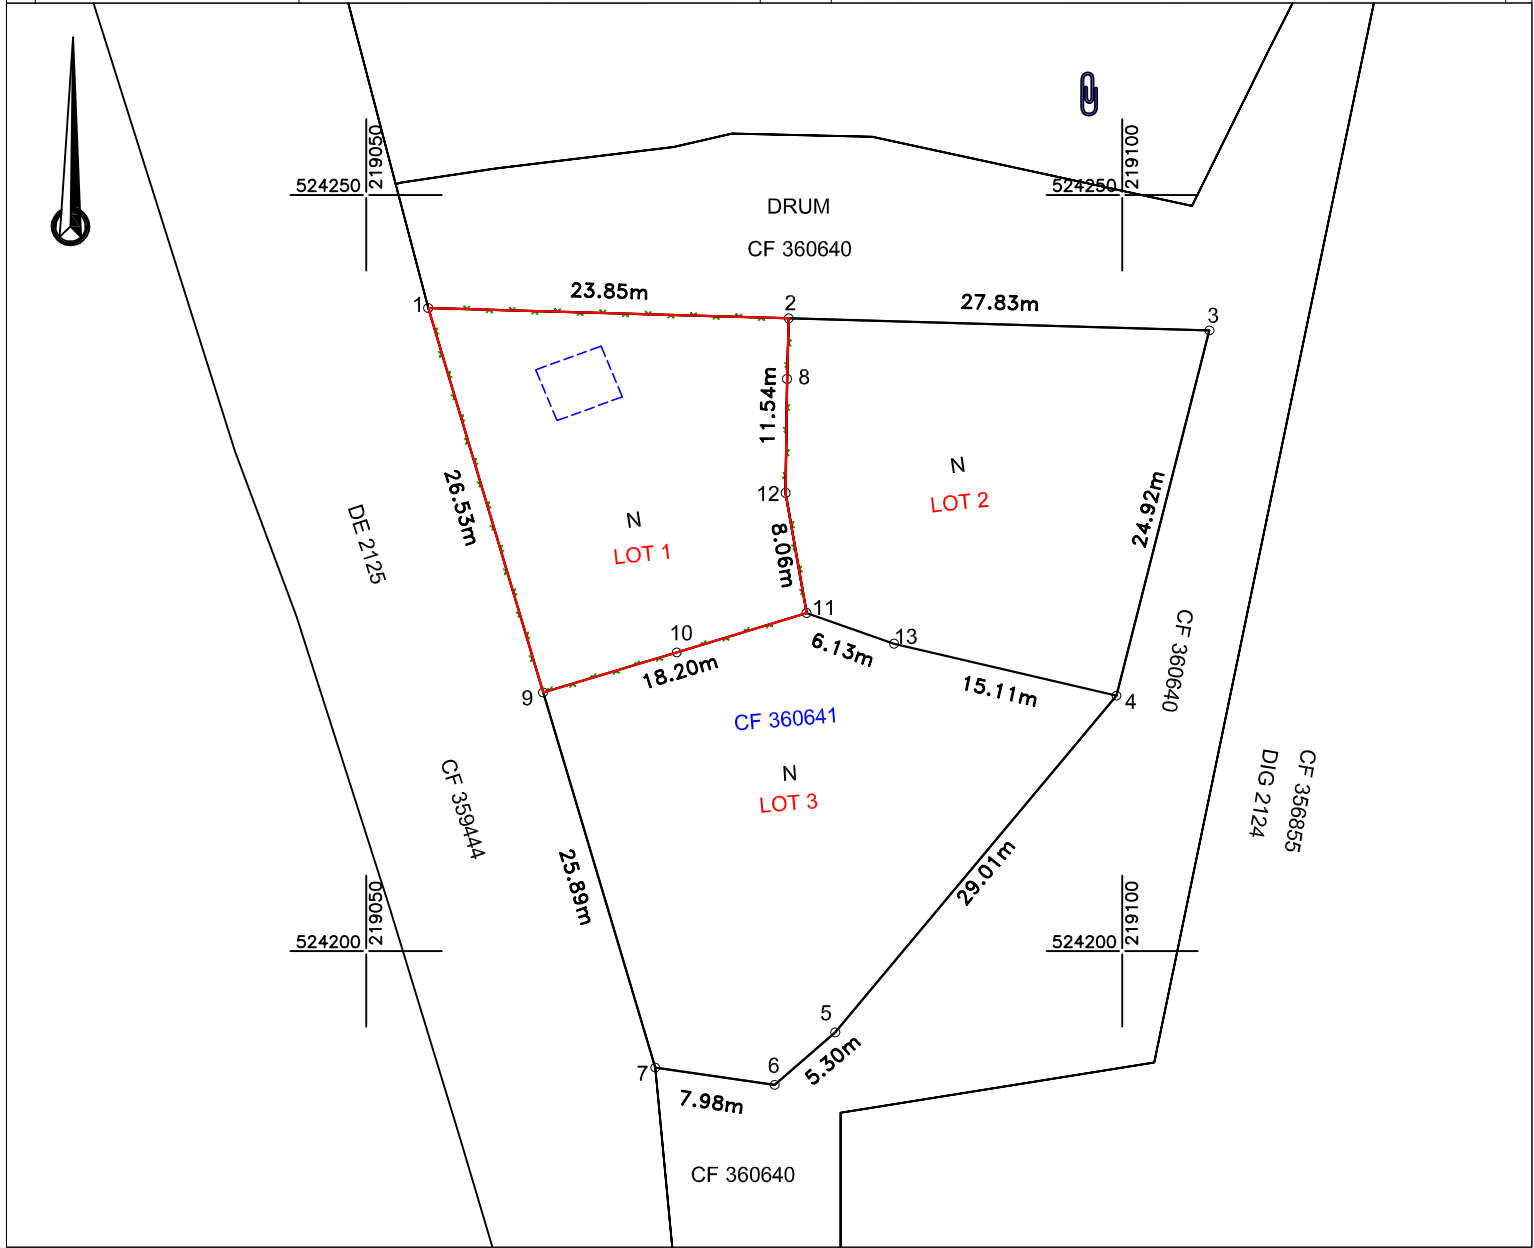 219050
219100
524250
524250
DRUM
CF 360640
23.85m
27.83m
1
2
3
11.54m
8
26.53m
N
LOT 2
24.92m
12
N
LOT 1
8.06m
DE 2125
11
10
6.13m
13
18.20m
CF 360640
9
15.11m
4
CF 360641
N
LOT 3
CF 359444
DIG 2124
CF 356855
25.89m
29.01m
219050
219100
524200
524200
5
5.30m
6
7
7.98m
CF 360640